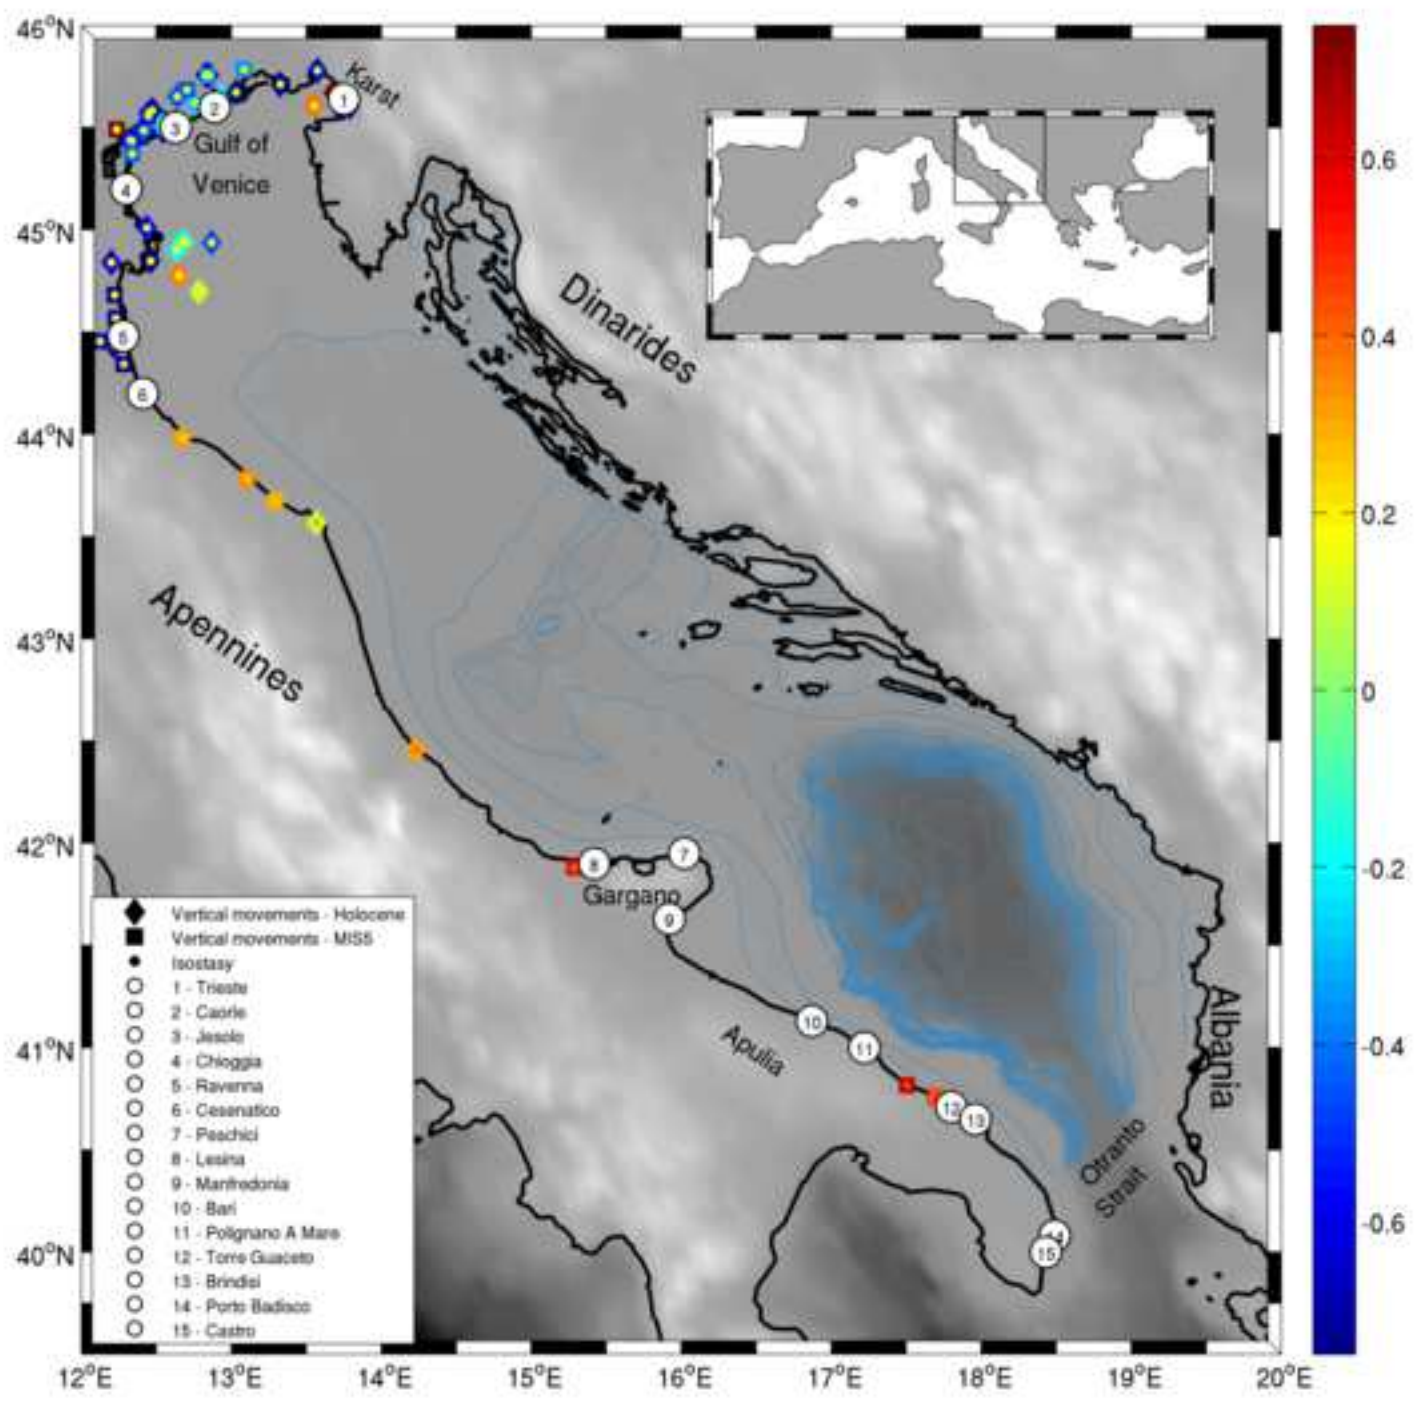 46°N
45°N
44°N
43°N
42°N
41°N
40°N
12°E 13°E 14°E 15°E 16°E 17°E 18°E 19°E 20°E
0.6
0.4
0.2
0
-0.2
-0.4
-0.6
Karst
Gulf of
Venice
Dinarides
Apennines
Gargano
Apulia
Albania
Otranto
Strait
1
2
3
4
5
6
7
8
9
10
11
12
13
14
15
Vertical movements - Holocene
Vertical movements - MIS5
Isostasy
1 - Trieste
2 - Caorle
3 - Jesolo
4 - Chioggia
5 - Ravenna
6 - Cesenatico
7 - Peschici
8 - Lesina
9 - Manfredonia
10 - Bari
11 - Polignano A Mare
12 - Torre Guaceto
13 - Brindisi
14 - Porto Badisco
15 - Castro